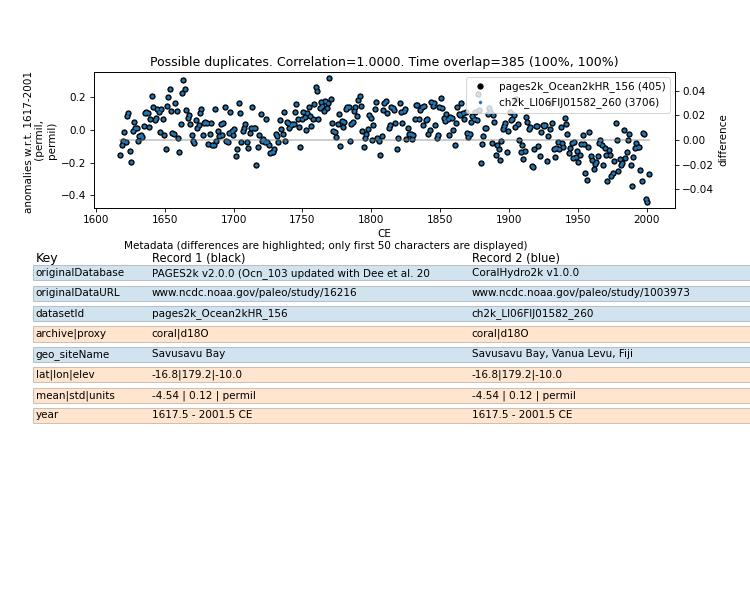 Possible duplicates. Correlation=1.0000. Time overlap=385 (100%, 100%)
anomalies w.r.t. 1617-2001
(permil,
permil)
0.2
0.0
−0.2
−0.4
pages2k_Ocean2kHR_156 (405)
ch2k_LI06FIJ01582_260 (3706)
0.04
0.02
0.00
−0.02
−0.04
difference
1600 1650 1700 1750 1800 1850 1900 1950 2000
CE
Metadata (differences are highlighted; only first 50 characters are displayed)
Key Record 1 (black) Record 2 (blue)
originalDatabase PAGES2k v2.0.0 (Ocn_103 updated with Dee et al. 20 CoralHydro2k v1.0.0
originalDataURL www.ncdc.noaa.gov/paleo/study/16216 www.ncdc.noaa.gov/paleo/study/1003973
datasetId pages2k_Ocean2kHR_156 ch2k_LI06FIJ01582_260
archive|proxy coral|d18O coral|d18O
geo_siteName Savusavu Bay Savusavu Bay, Vanua Levu, Fiji
lat|lon|elev -16.8|179.2|-10.0 -16.8|179.2|-10.0
mean|std|units -4.54 | 0.12 | permil -4.54 | 0.12 | permil
year 1617.5 - 2001.5 CE 1617.5 - 2001.5 CE